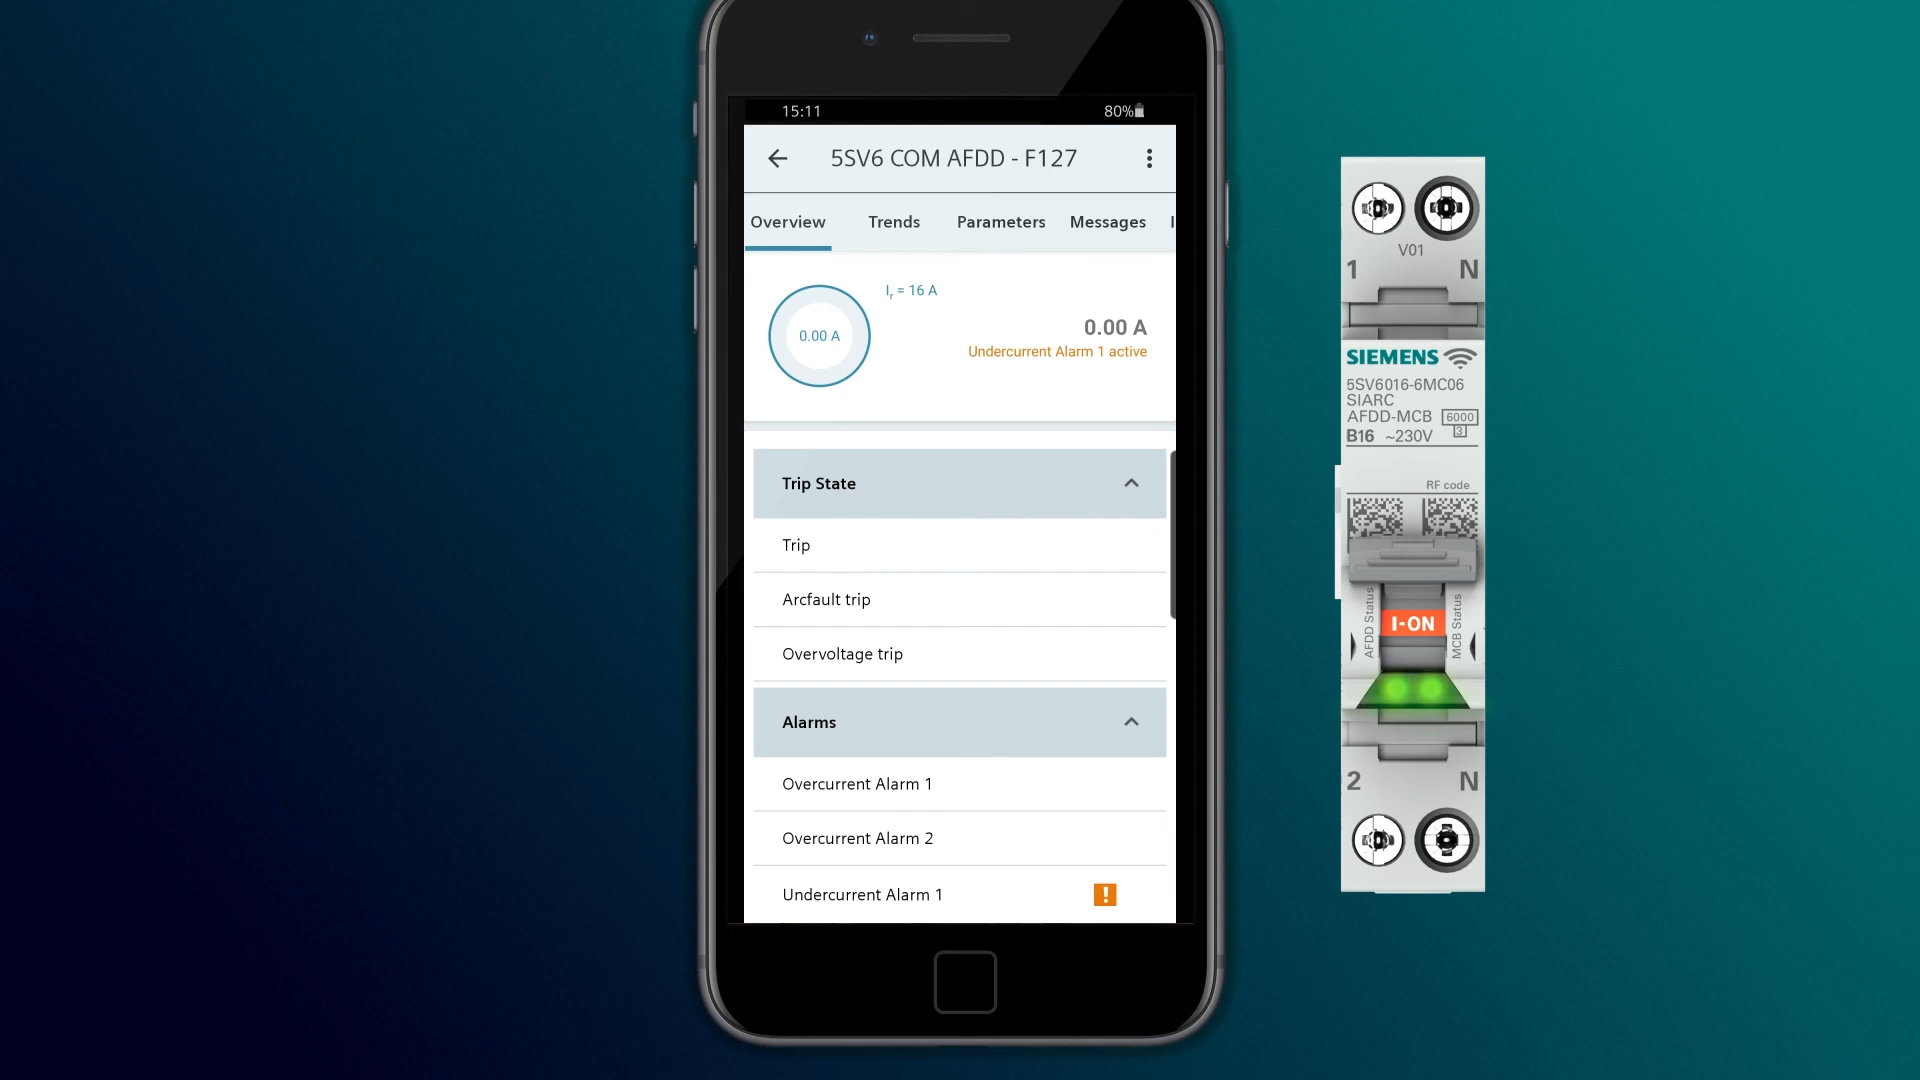 15:11 80%
5SV6 COM AFDD - F127
Overview Trends Parameters Messages I
Ir = 16 A
0.00 A
0.00 A
Undercurrent Alarm 1 active
Trip State
Trip
Arcfault trip
Overvoltage trip
Alarms
Overcurrent Alarm 1
Overcurrent Alarm 2
Undercurrent Alarm 1
V01
1 N
SIEMENS
5SV6016-6MC06
SIARC
AFDD-MCB 6000
B16 ~230V 3
RF code
AFDD Status
I-ON
MCB Status
2 N